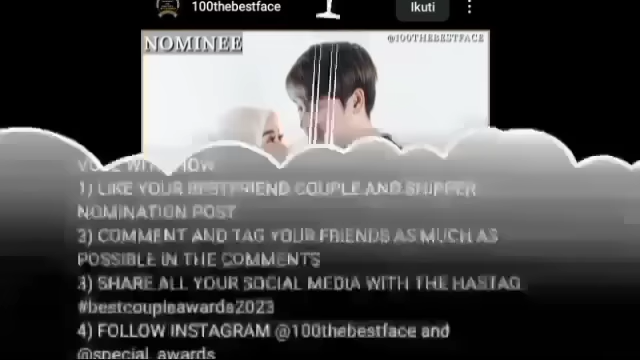 100thebestface
Ikuti
NOMINEE
@100THEBESTFACE
1) LIKE YOUR BESTFRIEND COUPLE AND SHIPPER
NOMINATION POST
2) COMMENT AND TAG YOUR FRIENDS AS MUCH AS
POSSIBLE IN THE COMMENTS
3) SHARE ALL YOUR SOCIAL MEDIA WITH THE HASTAG
#bestcoupleawards2023
4) FOLLOW INSTAGRAM @100thebestface and
@special_awards